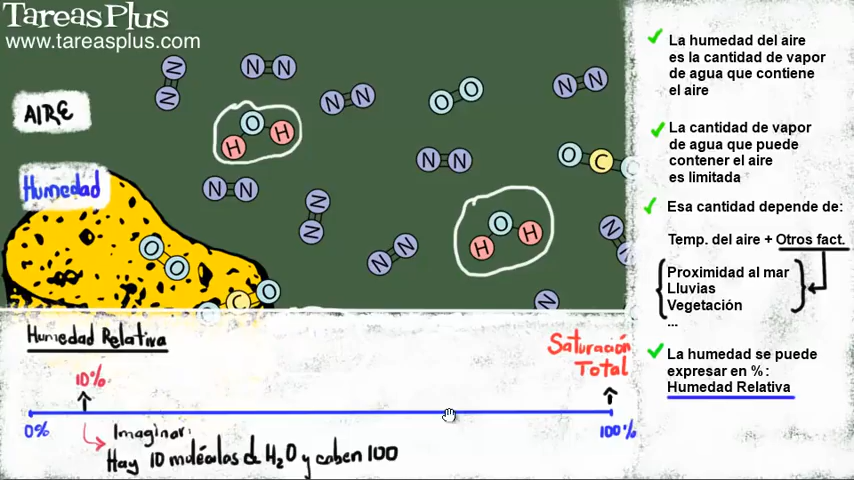 TareasPlus
www.tareasplus.com
AIRE
Humedad
N N
N N
N N
O O
N N
O
H H
N N
O C O
N N
N N
O
H H
N N
N N
O O
N N
O C O
N
La humedad del aire
es la cantidad de vapor
de agua que contiene
el aire
La cantidad de vapor
de agua que puede
contener el aire
es limitada
Esa cantidad depende de:
Temp. del aire + Otros fact.
Proximidad al mar
Lluvias
Vegetación
...
La humedad se puede
expresar en %:
Humedad Relativa
Humedad Relativa
Saturación
Total
10%
0%
100%
Imaginar:
Hay 10 moléculas de H2O y caben 100